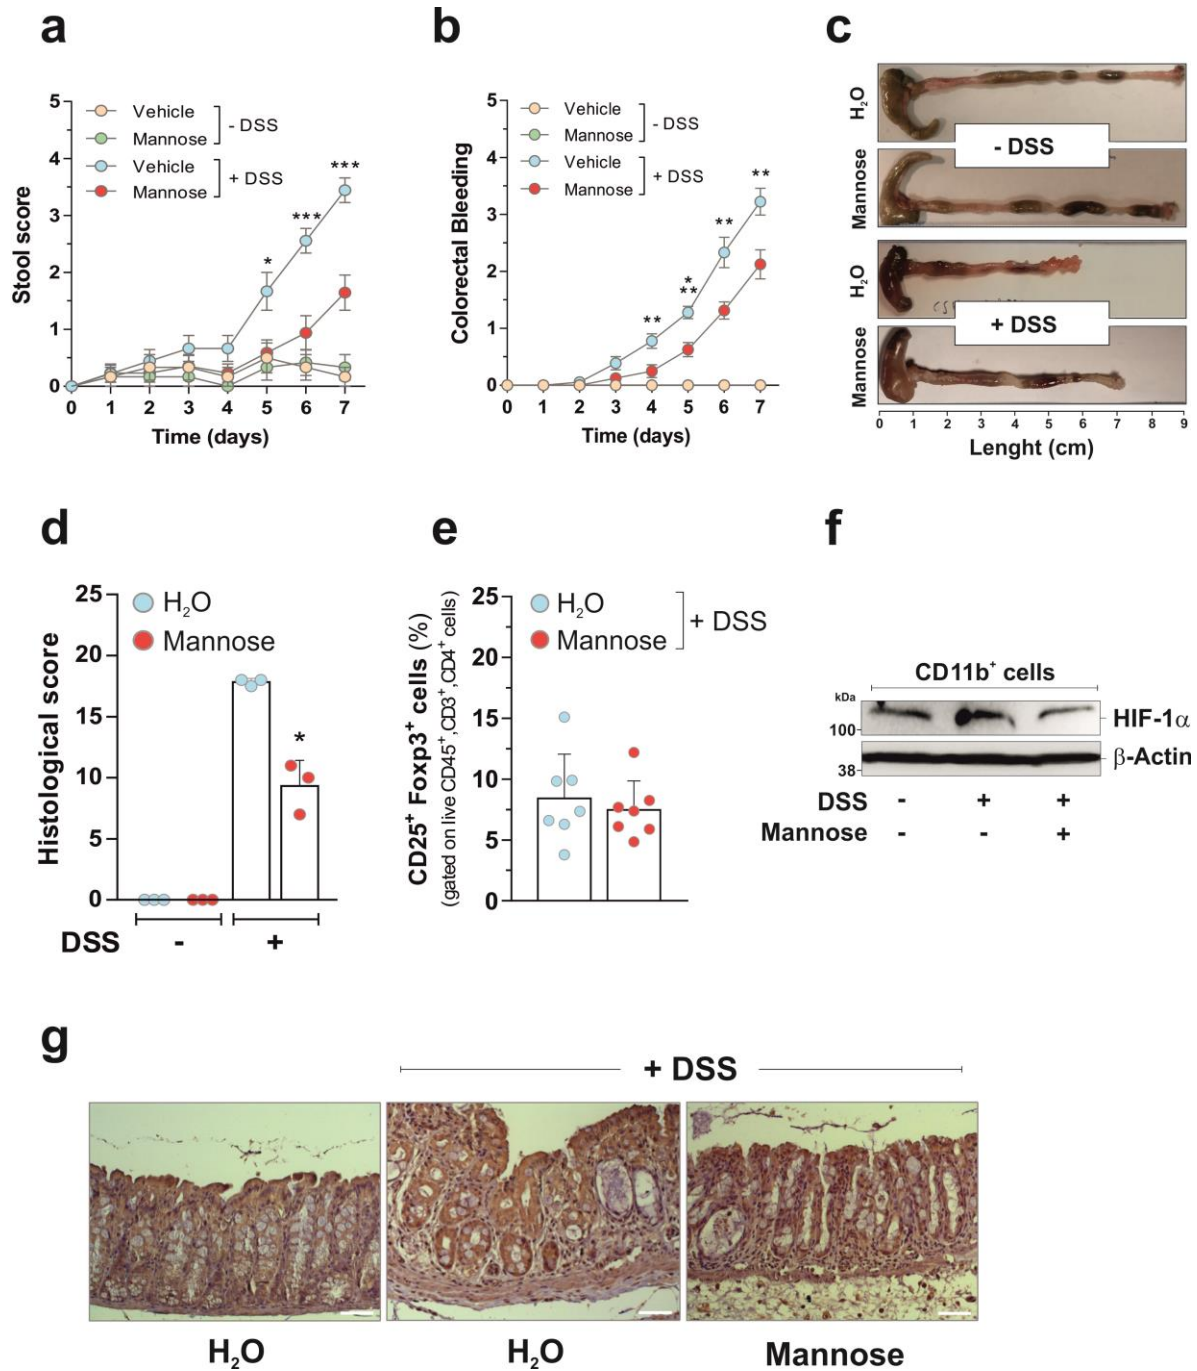 a
Stool score
5
4
3
2
1
0
Vehicle
Mannose
- DSS
Vehicle
Mannose
+ DSS
*
***
***
0 1 2 3 4 5 6 7
Time (days)
b
Colorectal Bleeding
5
4
3
2
1
0
Vehicle
Mannose
- DSS
Vehicle
Mannose
+ DSS
**
*
**
**
**
0 1 2 3 4 5 6 7
Time (days)
c
H₂O
Mannose
- DSS
H₂O
Mannose
+ DSS
0 1 2 3 4 5 6 7 8 9
Lenght (cm)
d
Histological score
25
20
15
10
5
0
H₂O
Mannose
*
DSS - +
e
CD25⁺ Foxp3⁺ cells (%)
(gated on live CD45⁺,CD3⁺,CD4⁺ cells)
25
20
15
10
5
0
H₂O
Mannose
+ DSS
f
CD11b⁺ cells
kDa
100
38
HIF-1α
β-Actin
DSS - + +
Mannose - - +
g
+ DSS
H₂O
H₂O
Mannose